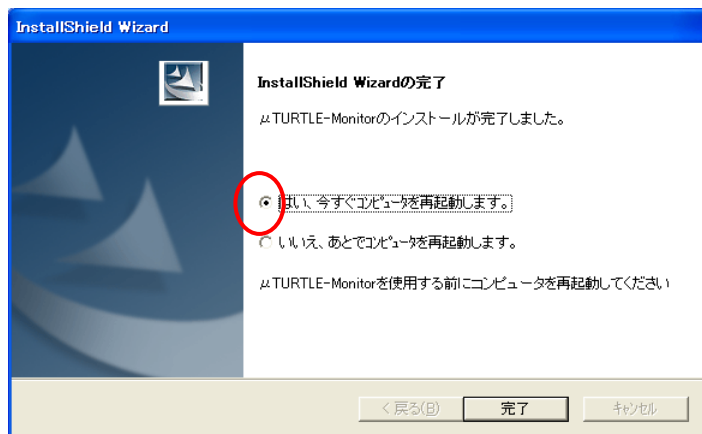 InstallShield Wizard
InstallShield Wizardの完了
μTURTLE-Monitorのインストールが完了しました。
はい、今すぐｺﾝﾋﾟｭｰﾀを再起動します。
いいえ、あとでｺﾝﾋﾟｭｰﾀを再起動します。
μTURTLE-Monitorを使用する前にコンピュータを再起動してください
< 戻る(B)
完了
ｷｬﾝｾﾙ